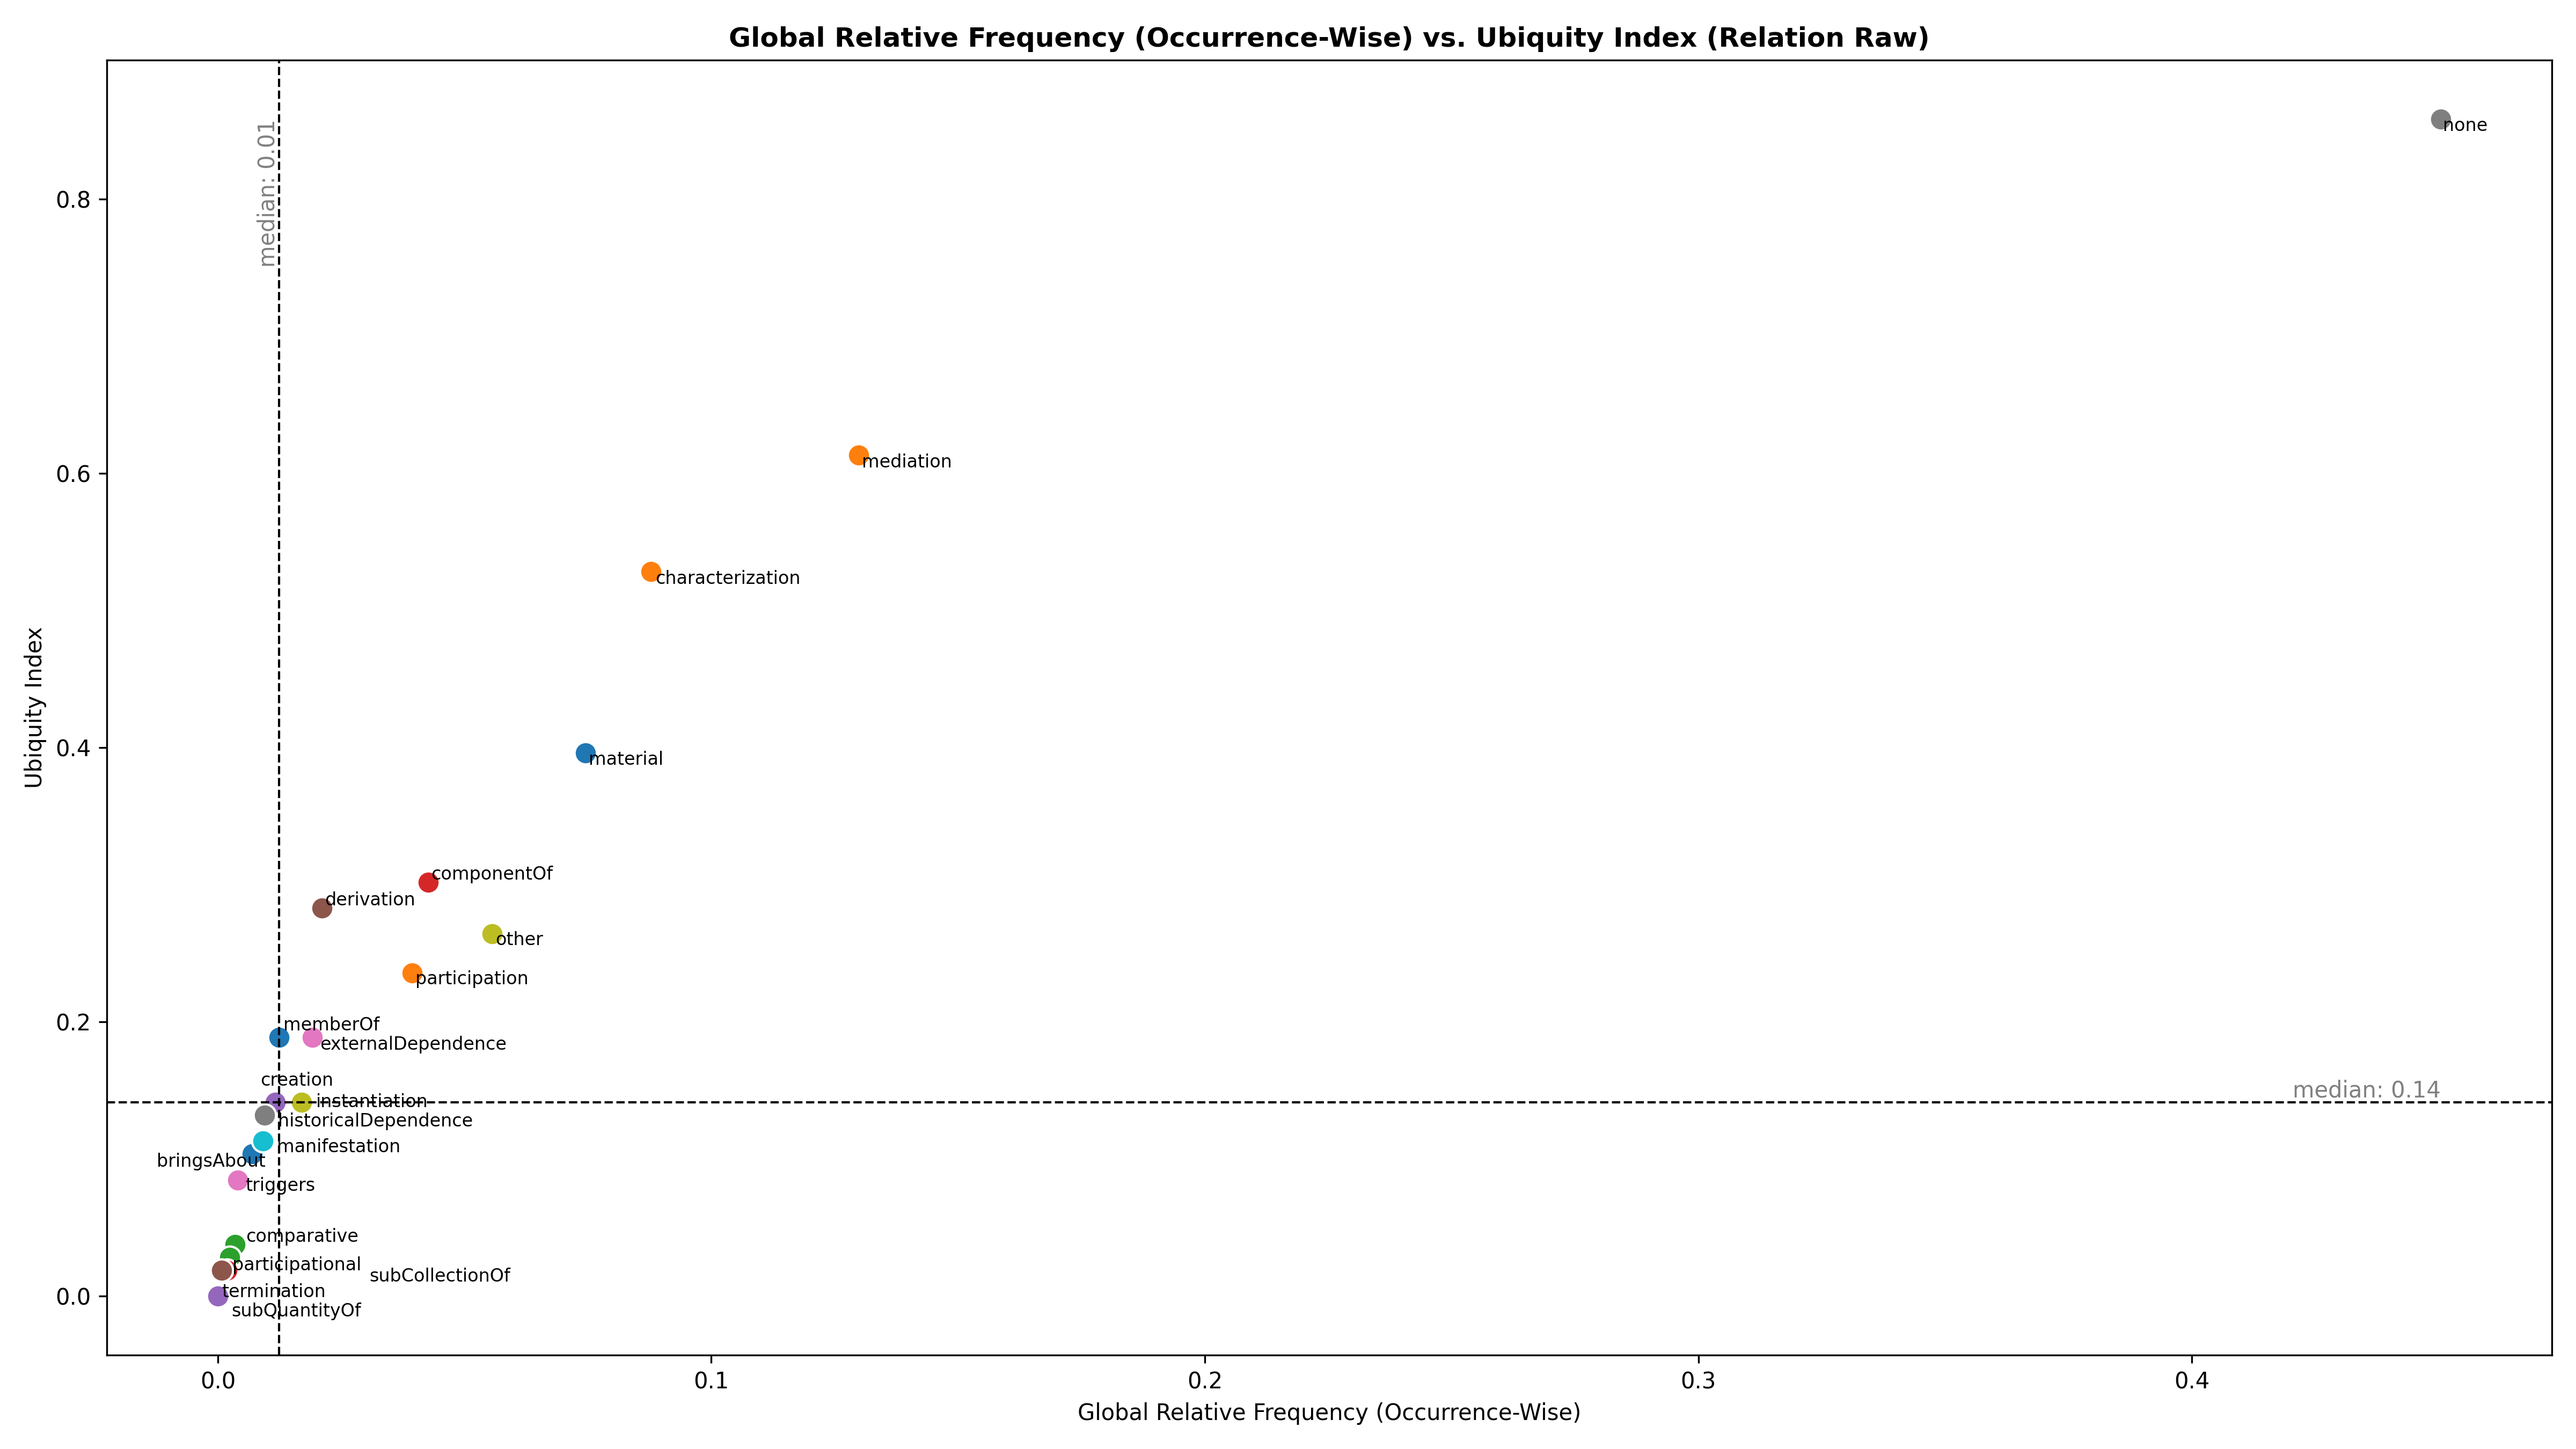 Global Relative Frequency (Occurrence-Wise) vs. Ubiquity Index (Relation Raw)
median: 0.01
none
0.8
mediation
0.6
characterization
Ubiquity Index
material
0.4
componentOf
derivation
other
participation
memberOf
0.2
externalDependence
creation
median: 0.14
instantiation
historicalDependence
manifestation
bringsAbout
triggers
comparative
participational
subCollectionOf
termination
0.0
subQuantityOf
0.0 0.1 0.2 0.3 0.4
Global Relative Frequency (Occurrence-Wise)